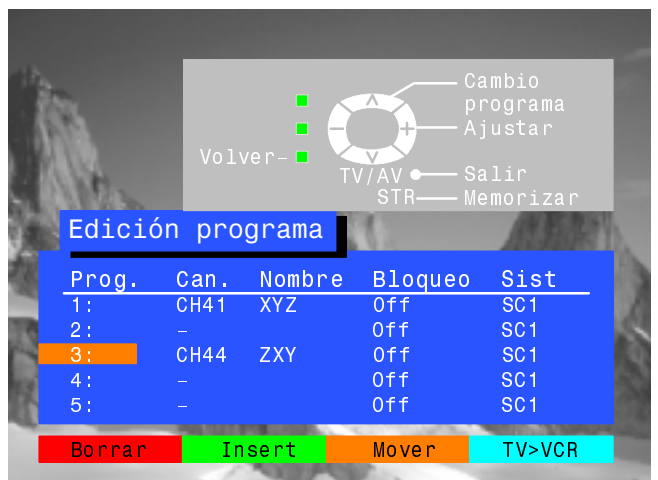 Cambio
programa
Ajustar
Volver-
TV/AV Salir
STR Memorizar
Edición programa
Prog. Can. Nombre Bloqueo Sist
1: CH41 XYZ Off SC1
2: - Off SC1
3: CH44 ZXY Off SC1
4: - Off SC1
5: - Off SC1
Borrar Insert Mover TV>VCR